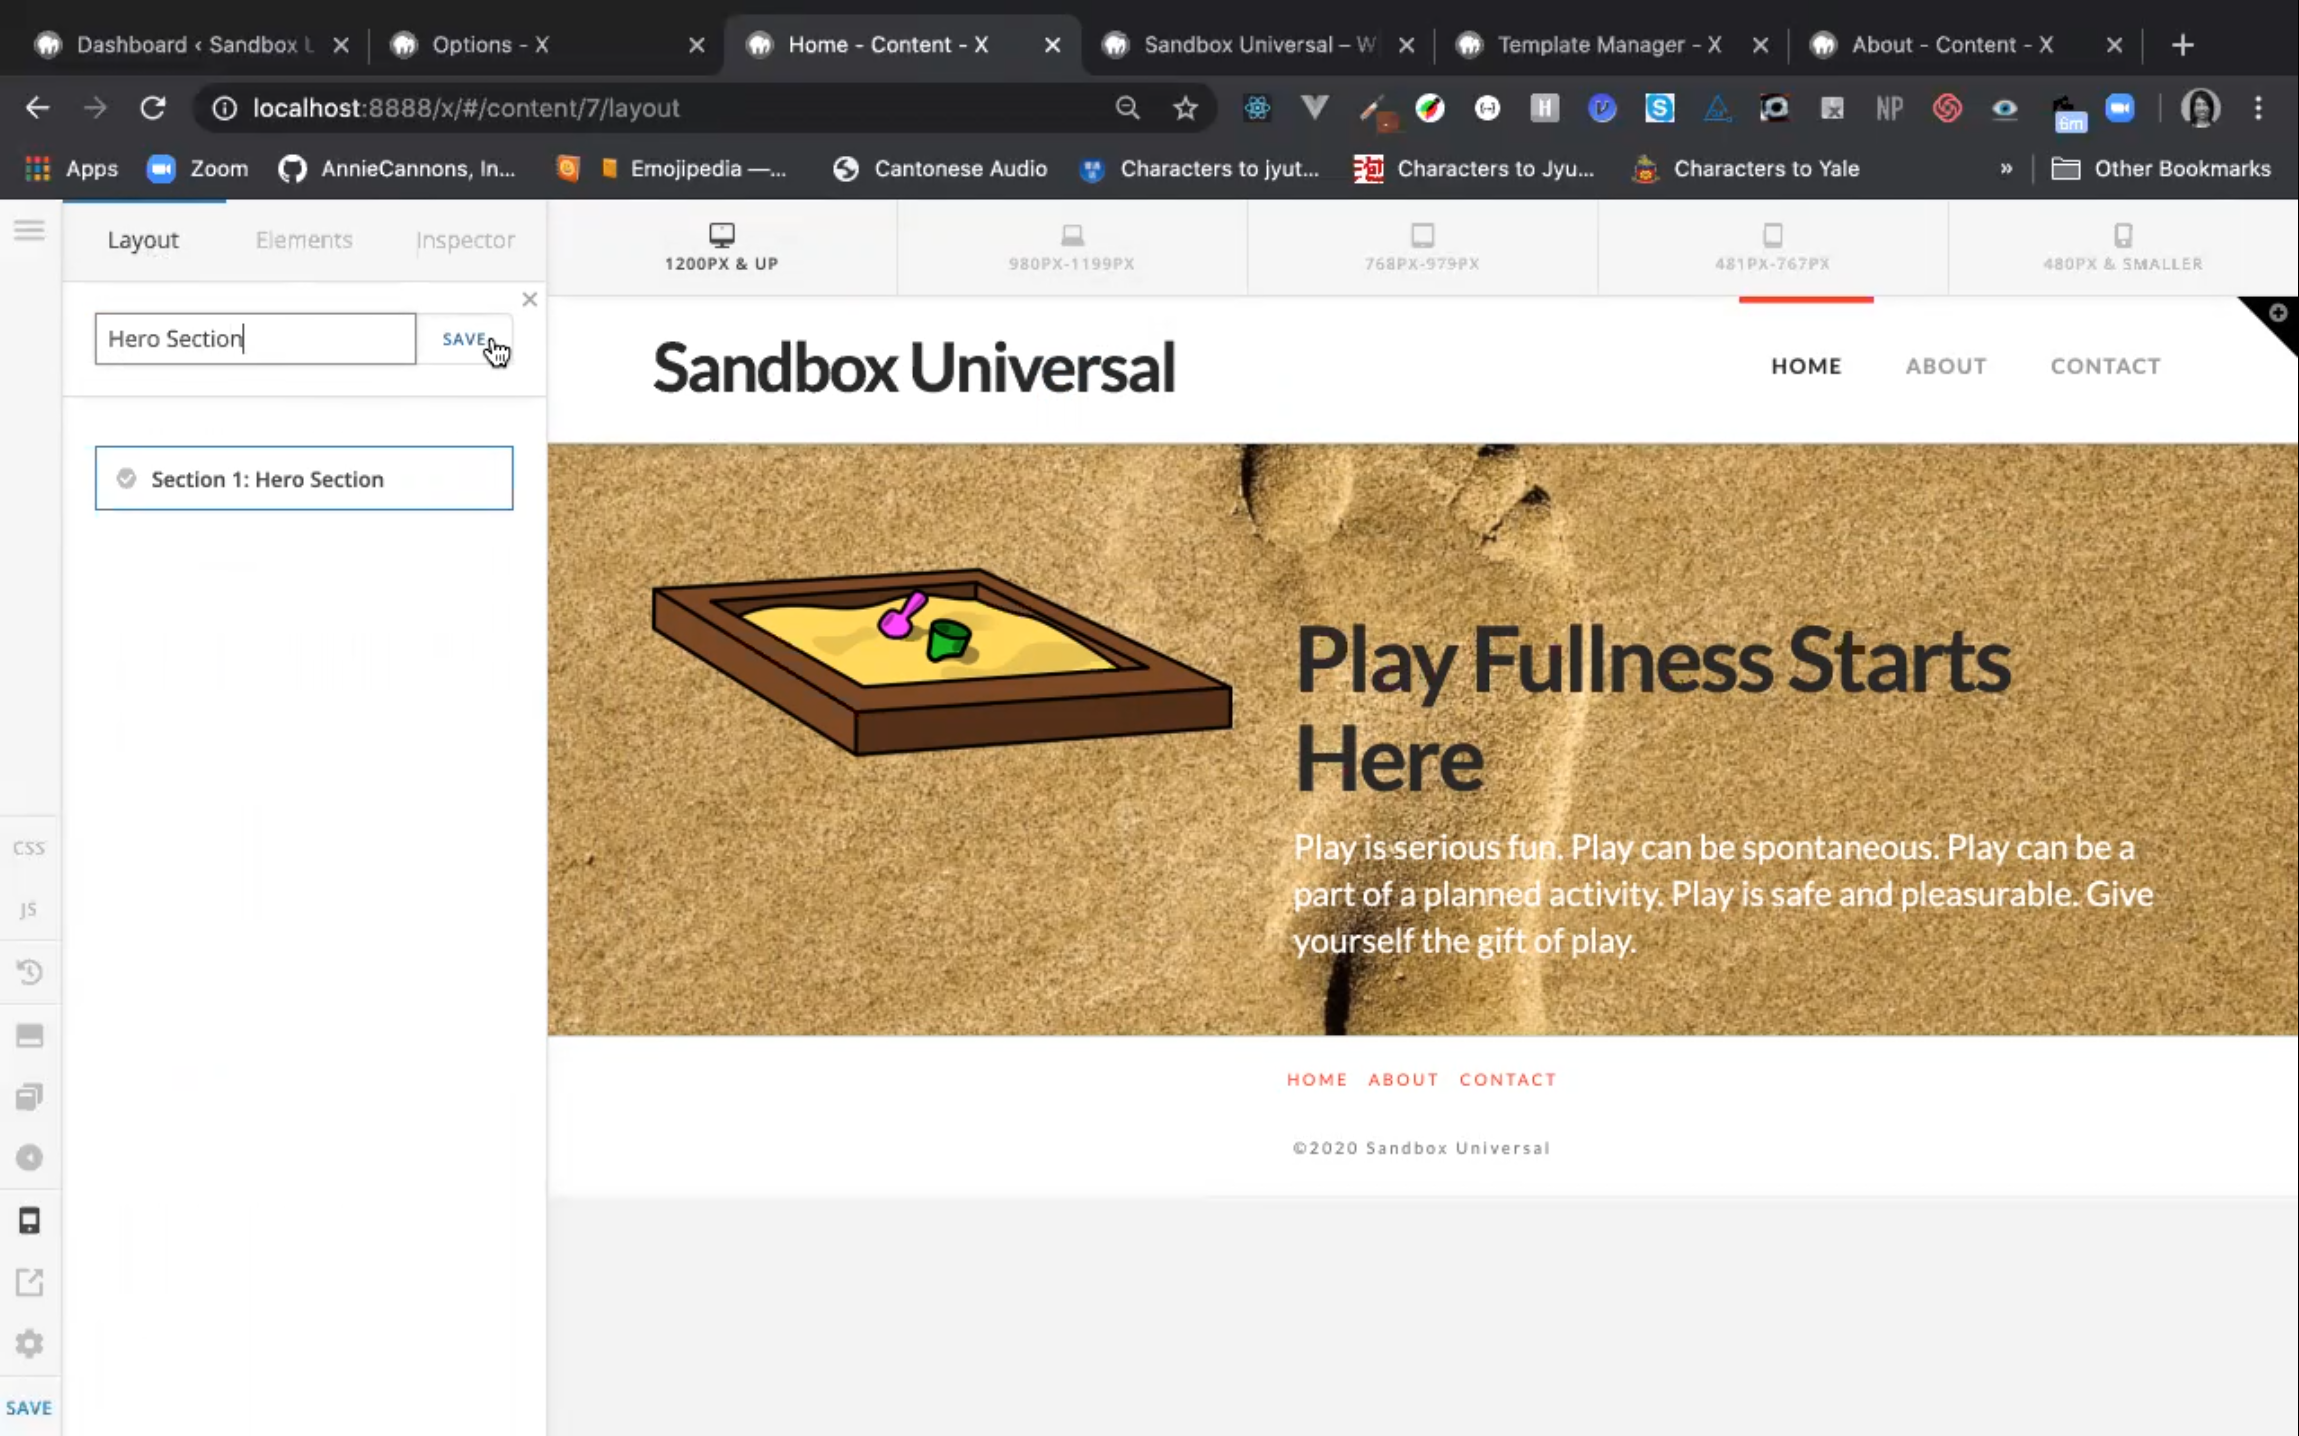 Dashboard ‹ Sandbox U
Options - X
Home - Content - X
Sandbox Universal – W
Template Manager - X
About - Content - X
localhost:8888/x/#/content/7/layout
H
S
NP
6m
Apps
Zoom
AnnieCannons, In...
Emojipedia —...
Cantonese Audio
Characters to jyut...
Characters to Jyu...
Characters to Yale
»
Other Bookmarks
Layout
Elements
Inspector
1200PX & UP
980PX-1199PX
768PX-979PX
481PX-767PX
480PX & SMALLER
Hero Section
SAVE
Sandbox Universal
HOME
ABOUT
CONTACT
Section 1: Hero Section
Play Fullness Starts
Here
Play is serious fun. Play can be spontaneous. Play can be a
part of a planned activity. Play is safe and pleasurable. Give
yourself the gift of play.
CSS
JS
HOME ABOUT CONTACT
©2020 Sandbox Universal
SAVE